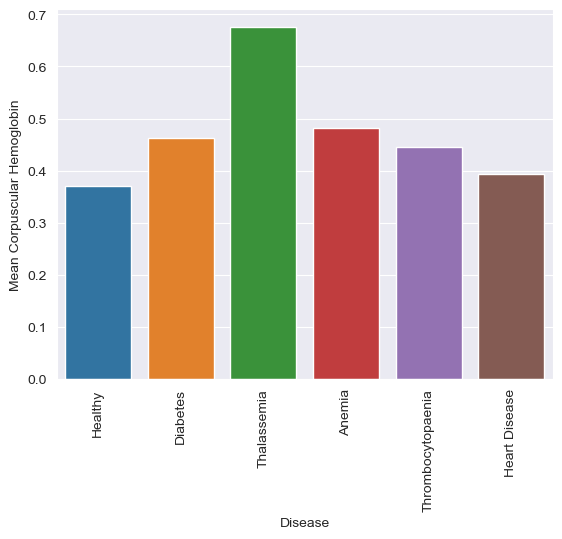 0.7
0.6
0.5
0.4
0.3
0.2
0.1
0.0
Mean Corpuscular Hemoglobin
Healthy
Diabetes
Thalassemia
Anemia
Thrombocytopaenia
Heart Disease
Disease